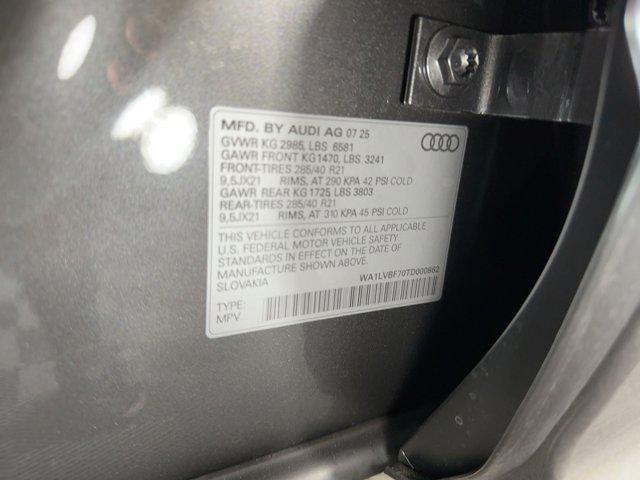 MFD. BY AUDI AG 07 25
GVWR KG 2985, LBS 6581
GAWR FRONT KG 1470, LBS 3241
FRONT-TIRES 285/40 R21
9,5JX21 RIMS, AT 290 KPA 42 PSI COLD
GAWR REAR KG 1725, LBS 3803
REAR-TIRES 285/40 R21
9,5JX21 RIMS, AT 310 KPA 45 PSI COLD
THIS VEHICLE CONFORMS TO ALL APPLICABLE
U.S. FEDERAL MOTOR VEHICLE SAFETY
STANDARDS IN EFFECT ON THE DATE OF
MANUFACTURE SHOWN ABOVE.
SLOVAKIA
WA1LVBF70TD000862
TYPE:
MPV